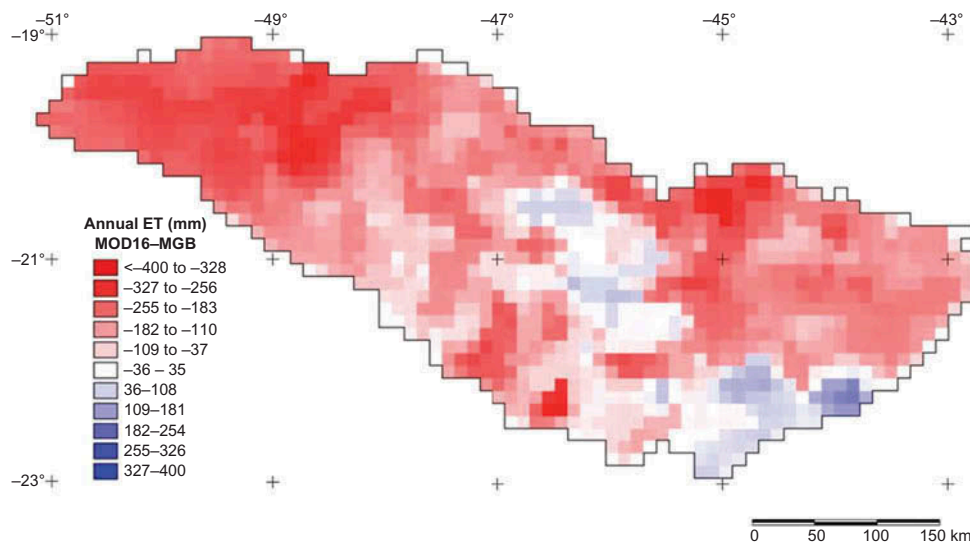 –51° –49° –47° –45° –43°
–19°
–21°
–23°
Annual ET (mm)
MOD16–MGB
<–400 to –328
–327 to –256
–255 to –183
–182 to –110
–109 to –37
–36 – 35
36–108
109–181
182–254
255–326
327–400
0 50 100 150 km